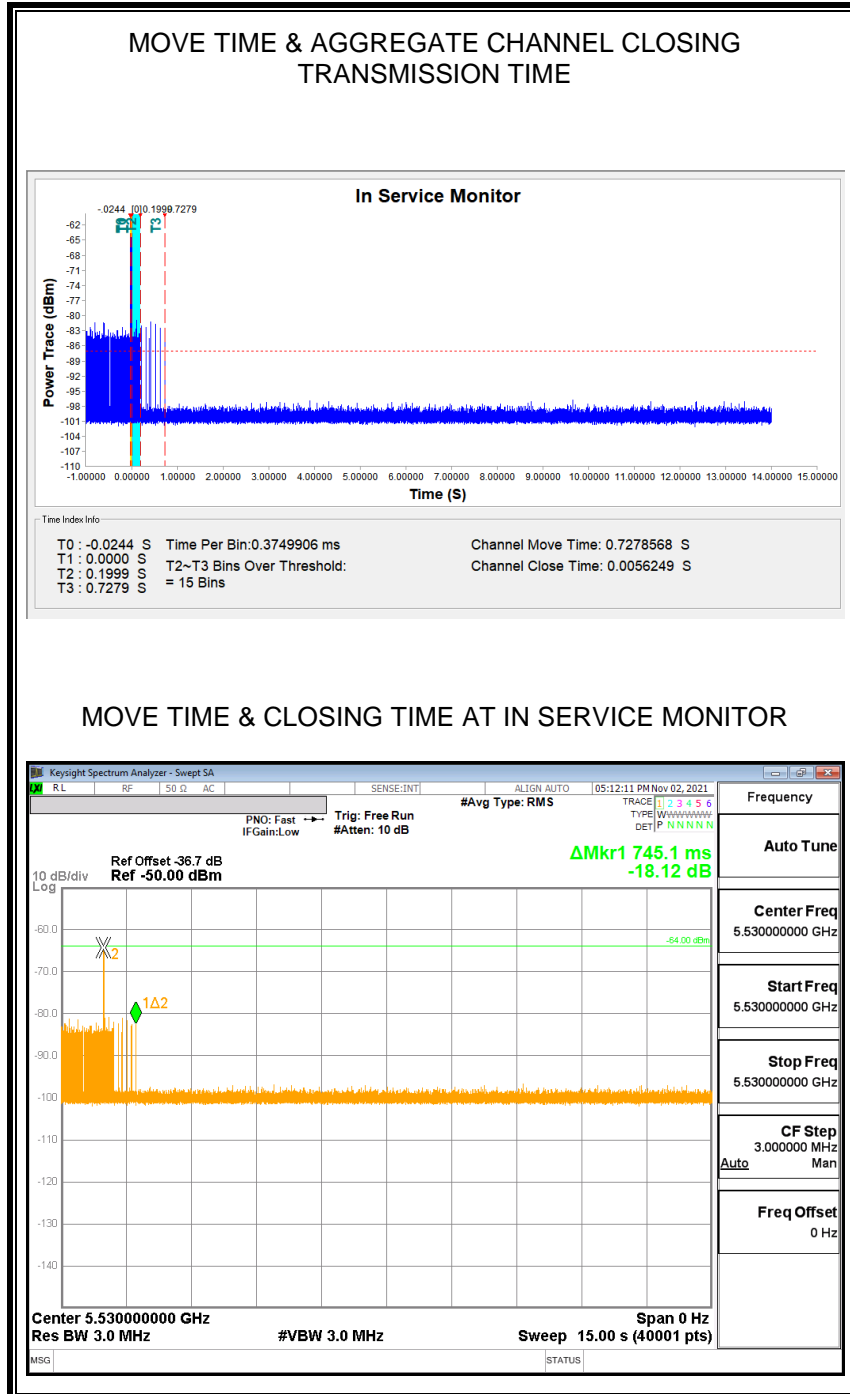 MOVE TIME & AGGREGATE CHANNEL CLOSING
TRANSMISSION TIME
In Service Monitor
-.0244 [0]0.1999.7279
T2
T3
Power Trace (dBm)
-62
-65
-68
-71
-74
-77
-80
-83
-86
-89
-92
-95
-98
-101
-104
-107
-110
-1.00000 0.00000 1.00000 2.00000 3.00000 4.00000 5.00000 6.00000 7.00000 8.00000 9.00000 10.00000 11.00000 12.00000 13.00000 14.00000 15.00000
Time (S)
Time Index Info
T0 : -0.0244 S
T1 : 0.0000 S
T2 : 0.1999 S
T3 : 0.7279 S
Time Per Bin:0.3749906 ms
T2~T3 Bins Over Threshold:
= 15 Bins
Channel Move Time: 0.7278568 S
Channel Close Time: 0.0056249 S
MOVE TIME & CLOSING TIME AT IN SERVICE MONITOR
Keysight Spectrum Analyzer - Swept SA
LXI RL RF 50 Ω AC SENSE:INT ALIGN AUTO 05:12:11 PM Nov 02, 2021
PNO: Fast
IFGain:Low
Trig: Free Run
#Atten: 10 dB
#Avg Type: RMS
TRACE 1 2 3 4 5 6
TYPE WWWWWW
DET P N N N N N
ΔMkr1 745.1 ms
-18.12 dB
Ref Offset -36.7 dB
Ref -50.00 dBm
10 dB/div
Log
-60.0
-70.0
-80.0
-90.0
-100
-110
-120
-130
-140
-64.00 dBm
2
1Δ2
Center 5.530000000 GHz
Res BW 3.0 MHz
#VBW 3.0 MHz
Span 0 Hz
Sweep 15.00 s (40001 pts)
MSG
STATUS
Frequency
Auto Tune
Center Freq
5.530000000 GHz
Start Freq
5.530000000 GHz
Stop Freq
5.530000000 GHz
CF Step
3.000000 MHz
Auto Man
Freq Offset
0 Hz